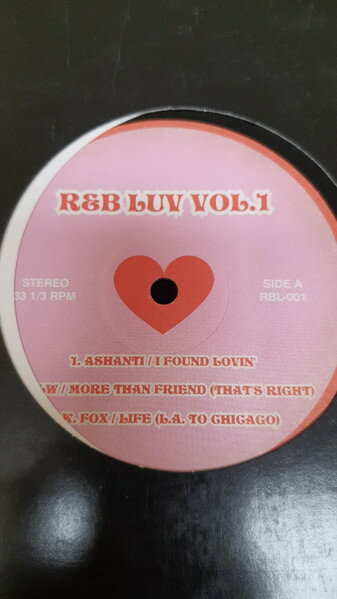 R&B LUV VOL.1
STEREO
33 1/3 RPM
SIDE A
RBL-001
1. ASHANTI / I FOUND LOVIN'
-W / MORE THAN FRIEND (THAT'S RIGHT)
K. FOX / LIFE (L.A. TO CHICAGO)